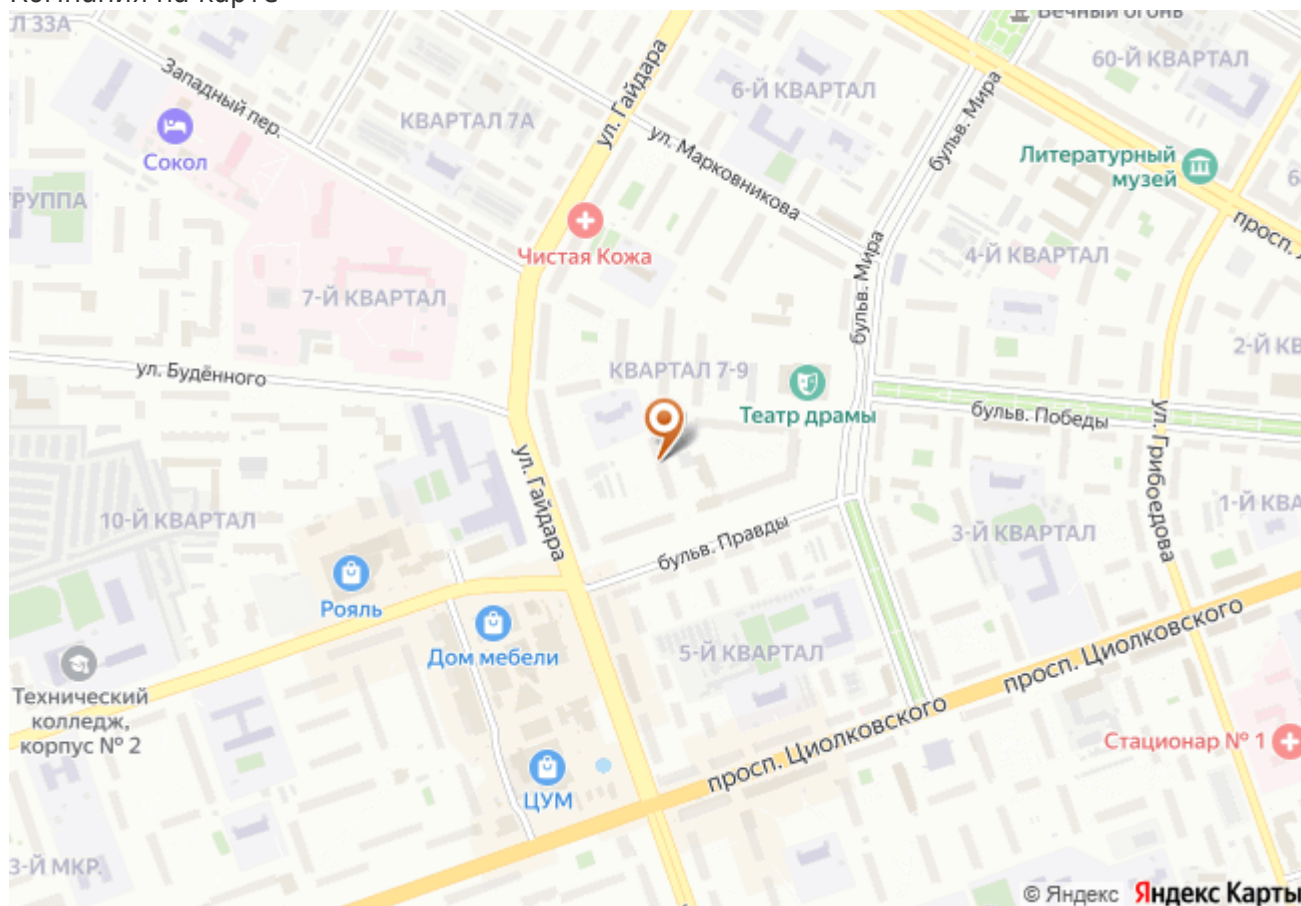 Компания на карте
Вечный огонь
Л 33А
60-Й КВАРТАЛ
Западный пер.
6-Й КВАРТАЛ
ул. Гайдара
бульв. Мира
КВАРТАЛ 7А
ул. Марковникова
Сокол
Литературный
музей
просп.
Чистая Кожа
4-Й КВАРТАЛ
бульв. Мира
7-Й КВАРТАЛ
2-Й КВ
КВАРТАЛ 7-9
ул. Будённого
Театр драмы
бульв. Победы
ул. Грибоедова
ул. Гайдара
1-Й КВА
10-Й КВАРТАЛ
3-Й КВАРТАЛ
бульв. Правды
Рояль
Дом мебели
5-Й КВАРТАЛ
просп. Циолковского
Технический
колледж,
корпус № 2
просп. Циолковского
Стационар № 1
ЦУМ
3-Й МКР.
© Яндекс Яндекс Карты